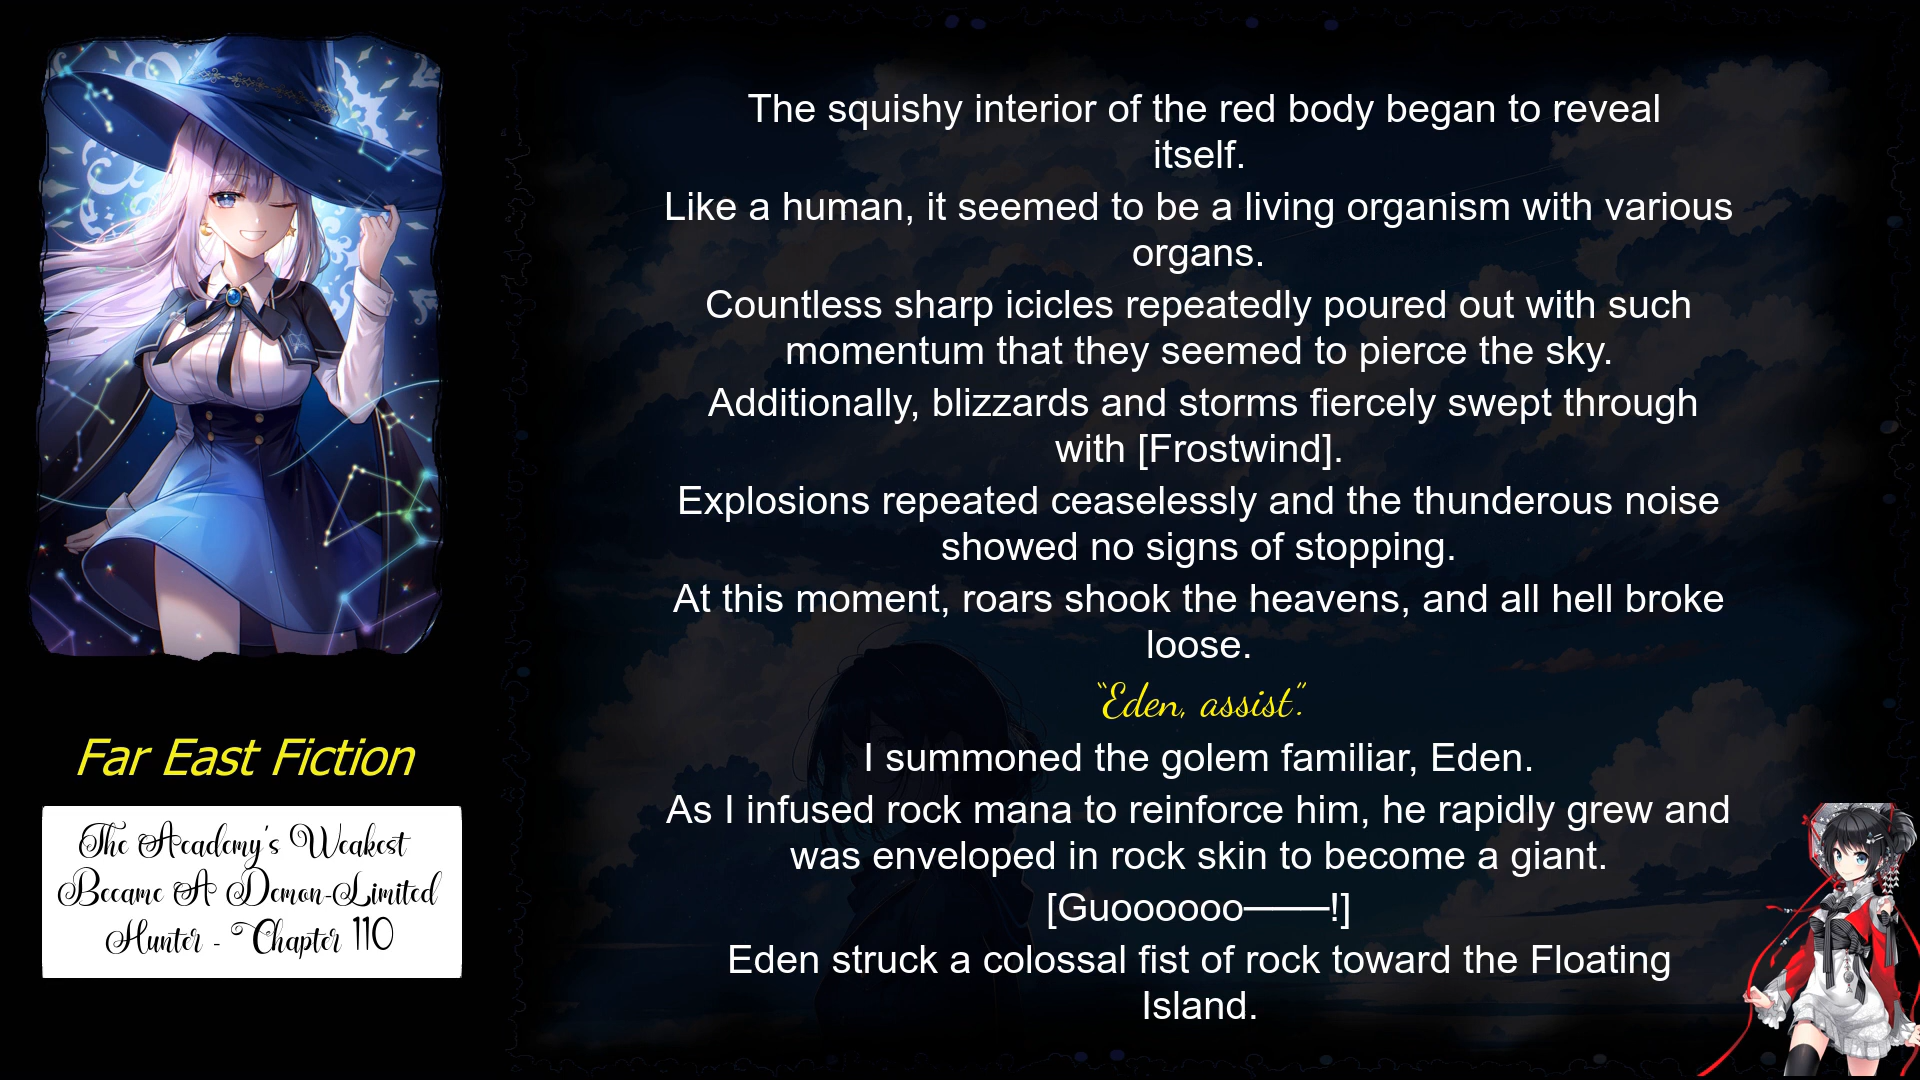 The squishy interior of the red body began to reveal
itself.
Like a human, it seemed to be a living organism with various
organs.
Countless sharp icicles repeatedly poured out with such
momentum that they seemed to pierce the sky.
Additionally, blizzards and storms fiercely swept through
with [Frostwind].
Explosions repeated ceaselessly and the thunderous noise
showed no signs of stopping.
At this moment, roars shook the heavens, and all hell broke
loose.
“Eden, assist”.
I summoned the golem familiar, Eden.
As I infused rock mana to reinforce him, he rapidly grew and
was enveloped in rock skin to become a giant.
[Guoooooo───!]
Eden struck a colossal fist of rock toward the Floating
Island.
Far East Fiction
The Academy's Weakest
Became A Demon-Limited
Hunter - Chapter 110